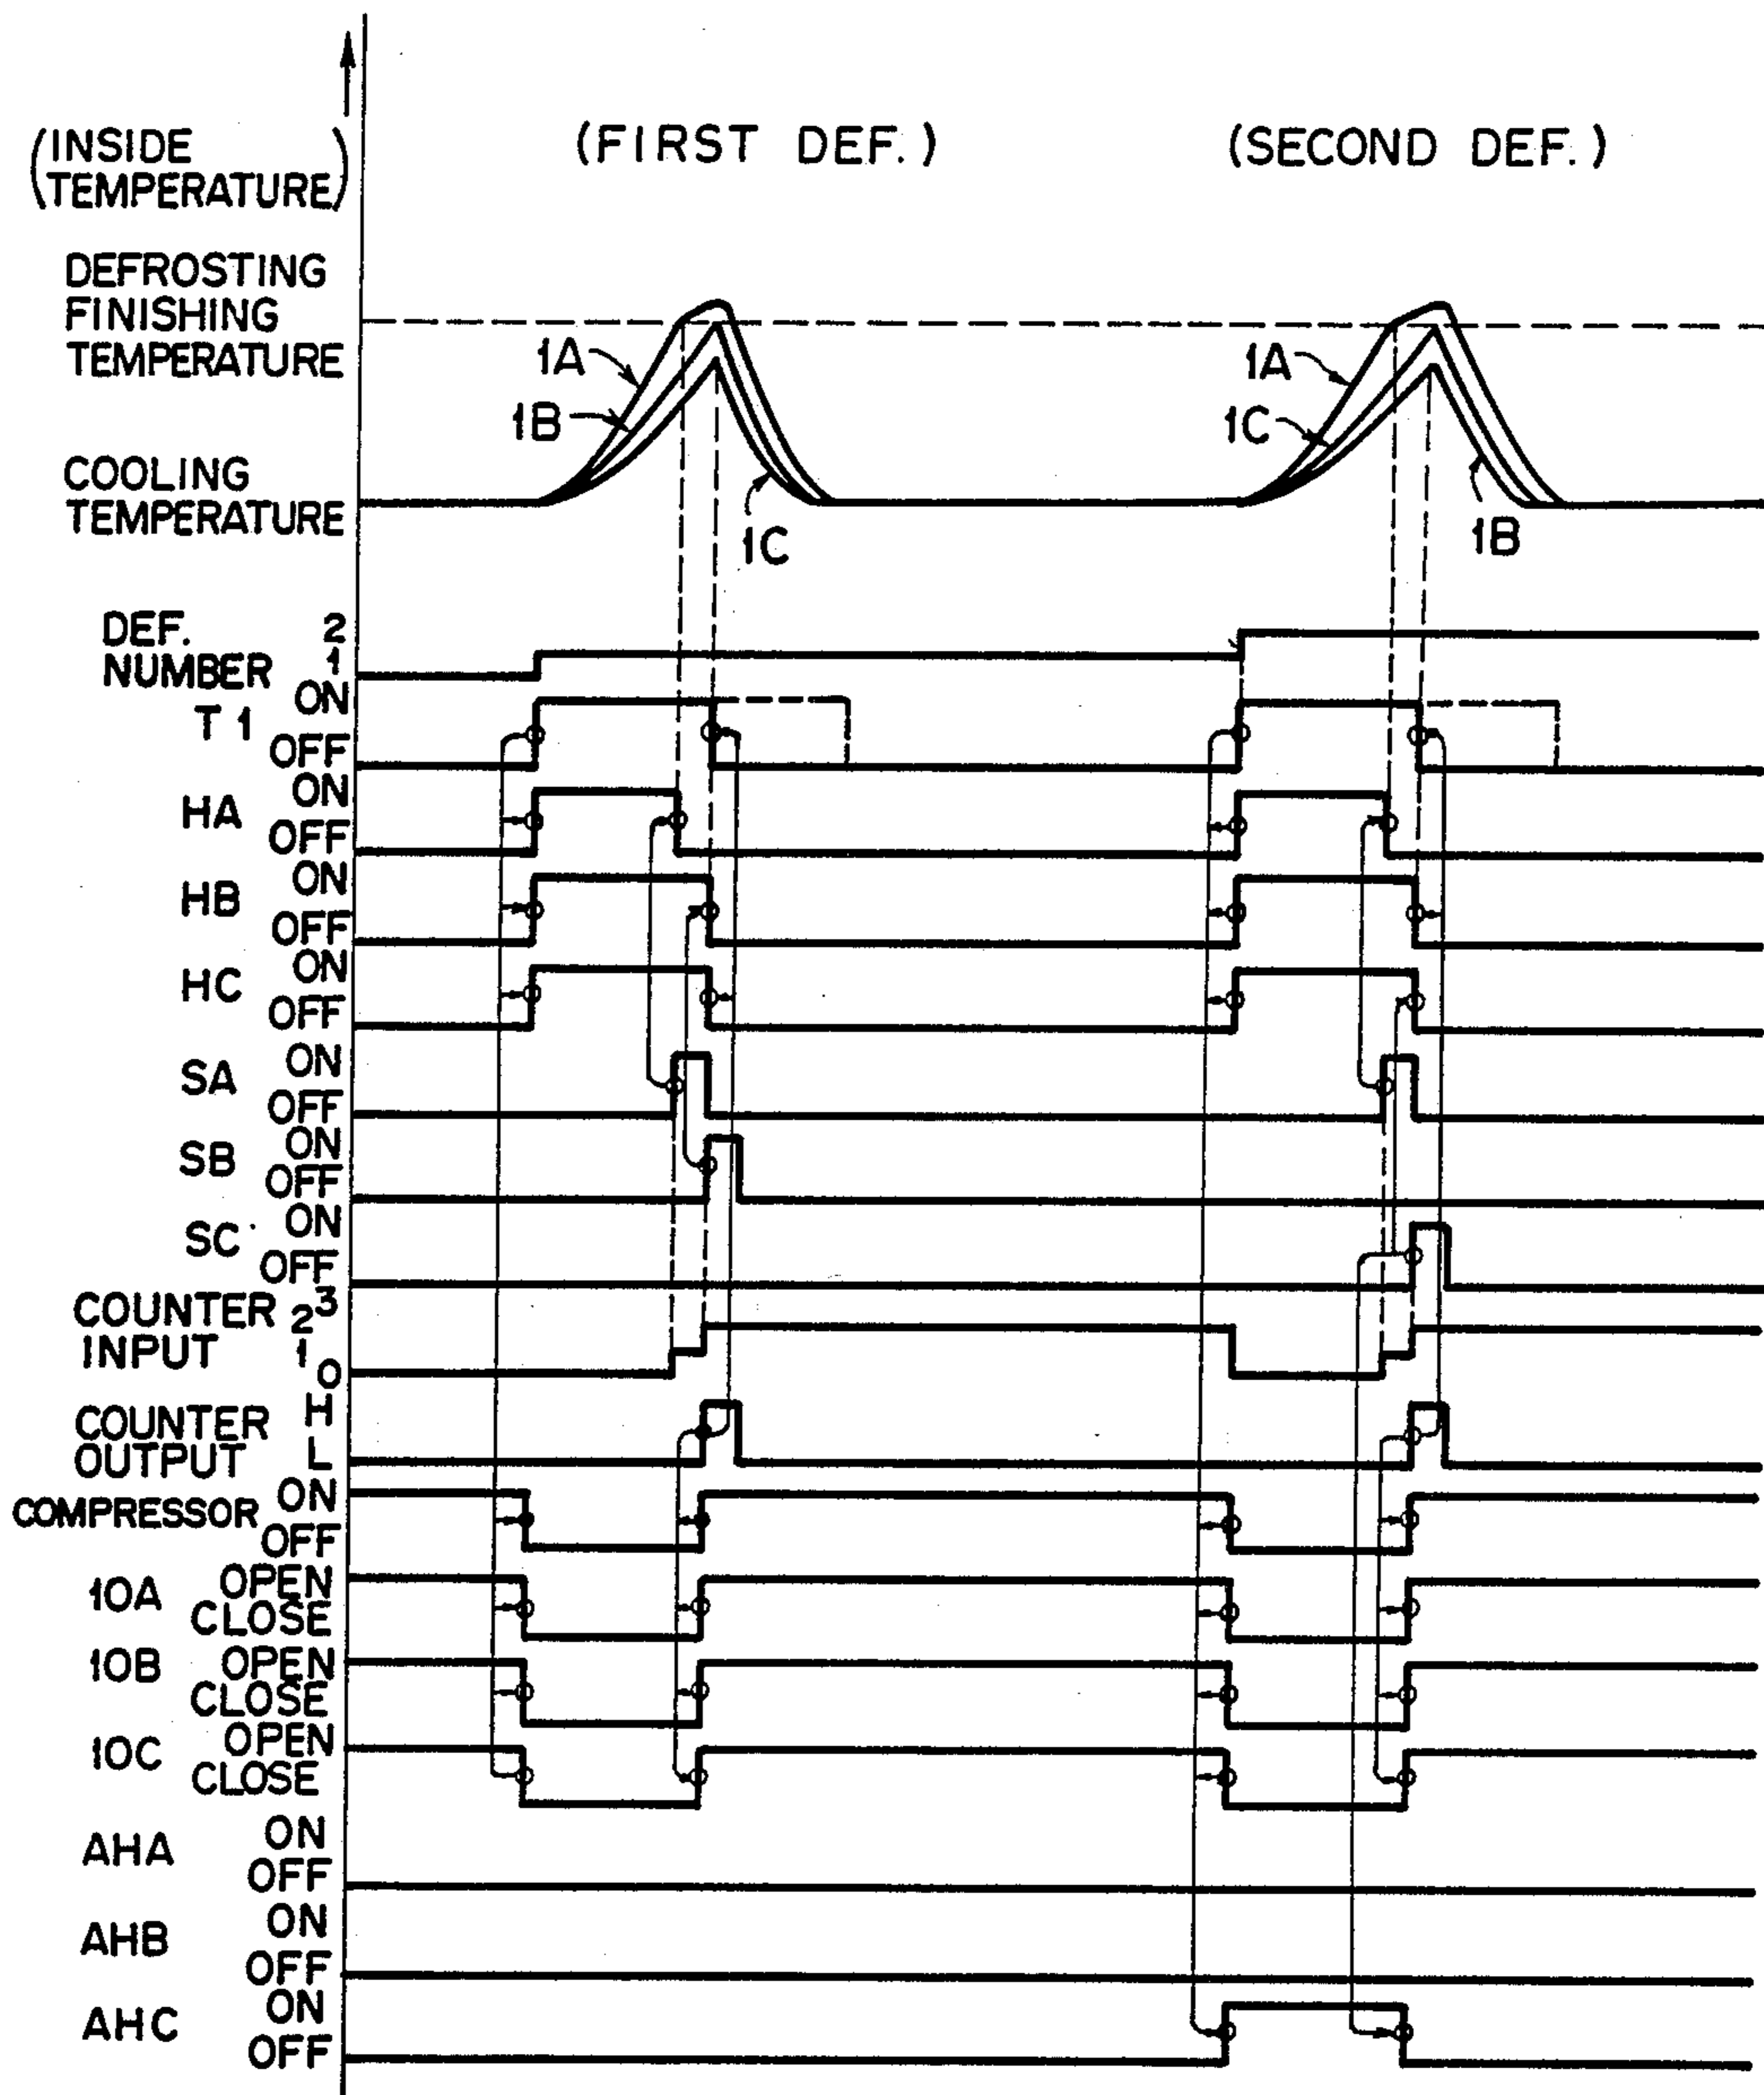 (INSIDE
TEMPERATURE)
(FIRST DEF.)
(SECOND DEF.)
DEFROSTING
FINISHING
TEMPERATURE
1A
1B
1C
1A
1C
1B
COOLING
TEMPERATURE
DEF.
NUMBER
2
1
T1
ON
OFF
HA
ON
OFF
HB
ON
OFF
HC
ON
OFF
SA
ON
OFF
SB
ON
OFF
SC
ON
OFF
COUNTER
INPUT
3
2
1
0
COUNTER
OUTPUT
H
L
COMPRESSOR
ON
OFF
10A
OPEN
CLOSE
10B
OPEN
CLOSE
10C
OPEN
CLOSE
AHA
ON
OFF
AHB
ON
OFF
AHC
ON
OFF